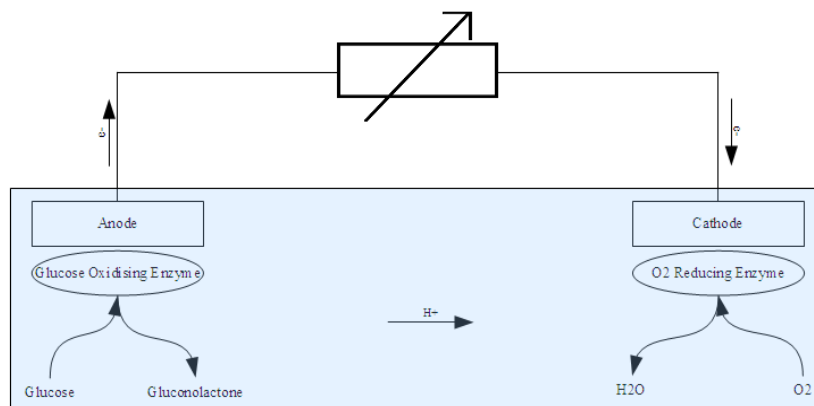 e-
e-
Anode
Cathode
Glucose Oxidising Enzyme
O2 Reducing Enzyme
H+
Glucose
Gluconolactone
H2O
O2